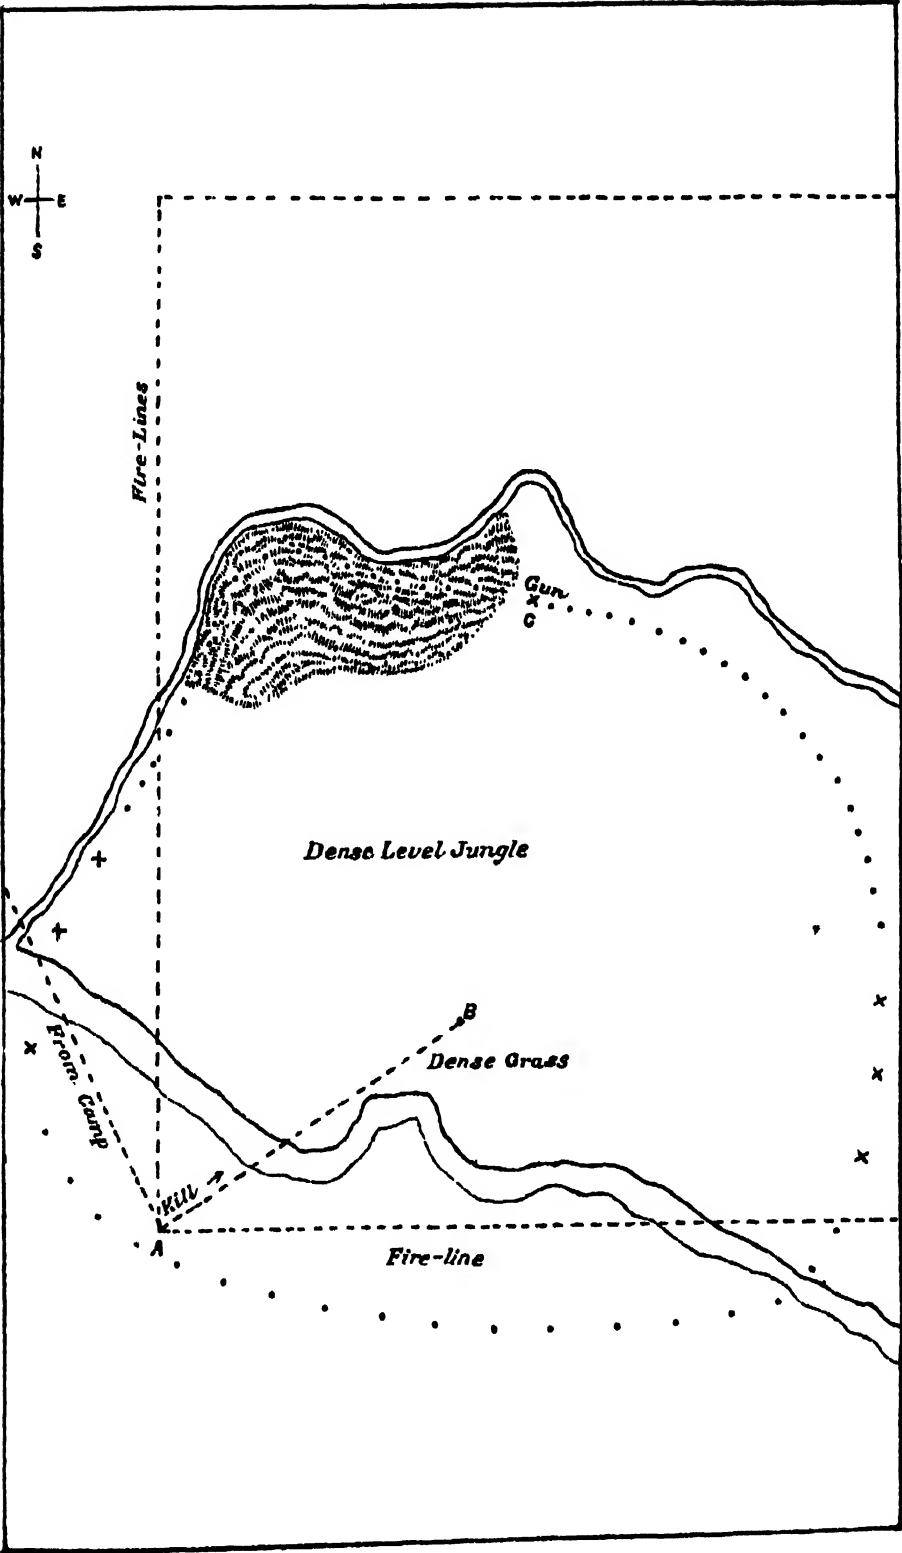 N
W E
S
Fire-Lines
Gun
C
Dense Level Jungle
B
Dense Grass
From Camp
Kill
A
Fire-line